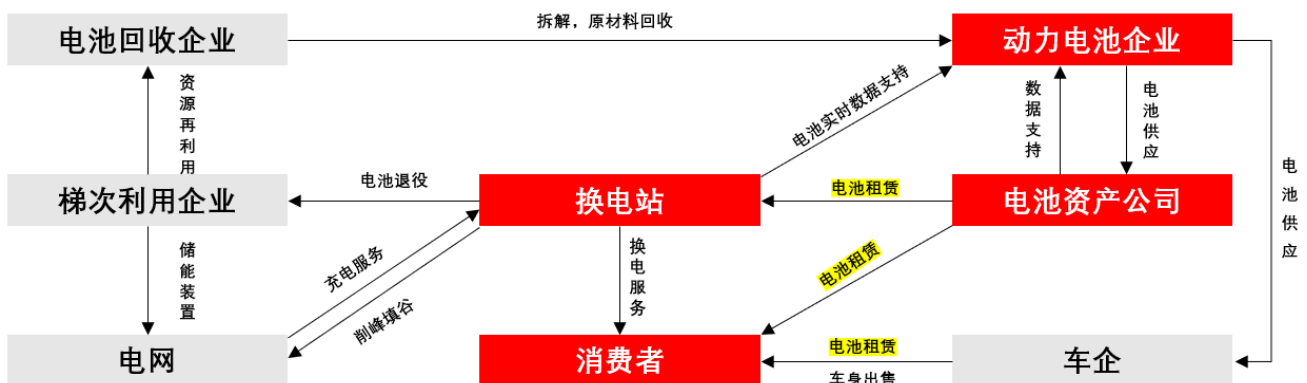 拆解，原材料回收
电池回收企业
动力电池企业
资源再利用
电池实时数据支持
数据支持
电池供应
电池退役
电池租赁
梯次利用企业
换电站
电池资产公司
电池供应
储能装置
充电服务
削峰填谷
换电服务
电池租赁
电网
消费者
电池租赁
车企
车身出售